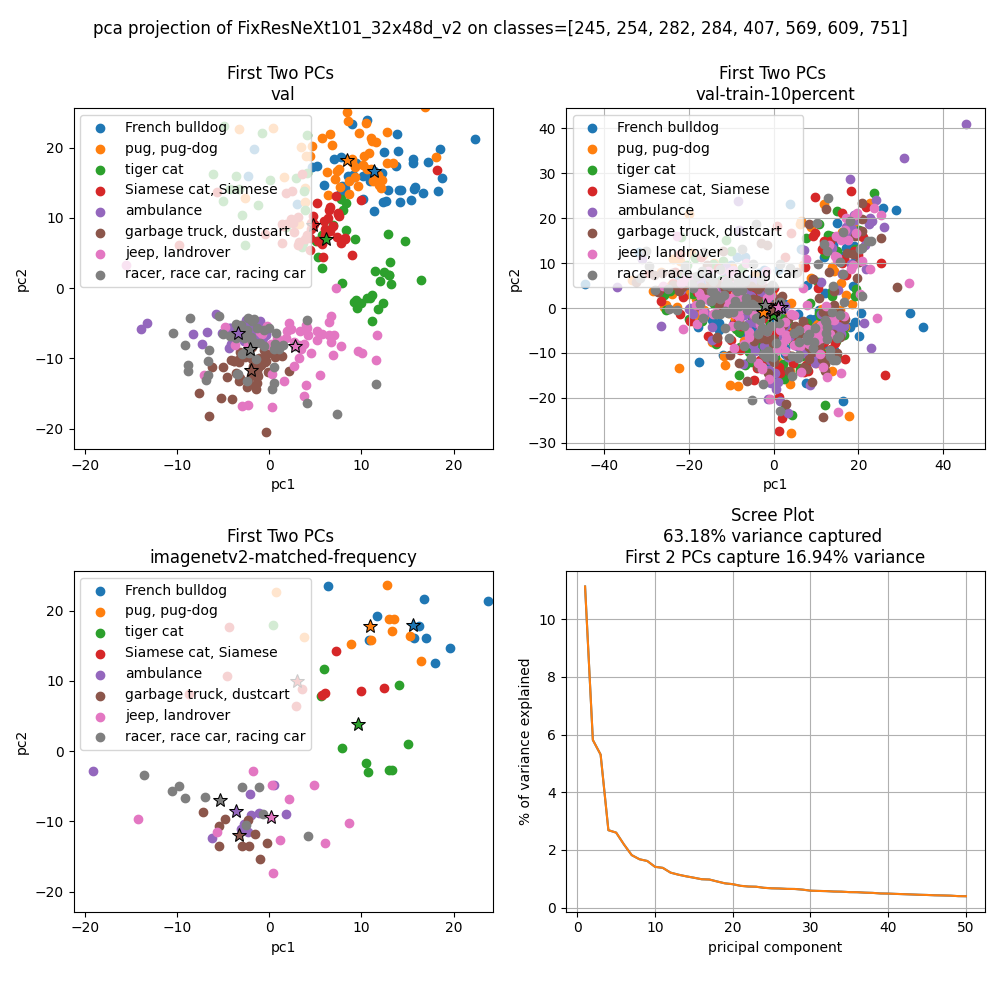 pca projection of FixResNeXt101_32x48d_v2 on classes=[245, 254, 282, 284, 407, 569, 609, 751]
First Two PCs
val
French bulldog
pug, pug-dog
tiger cat
Siamese cat, Siamese
ambulance
garbage truck, dustcart
jeep, landrover
racer, race car, racing car
20
10
0
−10
−20
pc2
−20
−10
0
10
20
pc1
First Two PCs
val-train-10percent
French bulldog
pug, pug-dog
tiger cat
Siamese cat, Siamese
ambulance
garbage truck, dustcart
jeep, landrover
racer, race car, racing car
40
30
20
10
0
−10
−20
−30
pc2
−40
−20
0
20
40
pc1
First Two PCs
imagenetv2-matched-frequency
French bulldog
pug, pug-dog
tiger cat
Siamese cat, Siamese
ambulance
garbage truck, dustcart
jeep, landrover
racer, race car, racing car
20
10
0
−10
−20
pc2
−20
−10
0
10
20
pc1
Scree Plot
63.18% variance captured
First 2 PCs capture 16.94% variance
10
8
6
4
2
0
% of variance explained
0
10
20
30
40
50
pricipal component